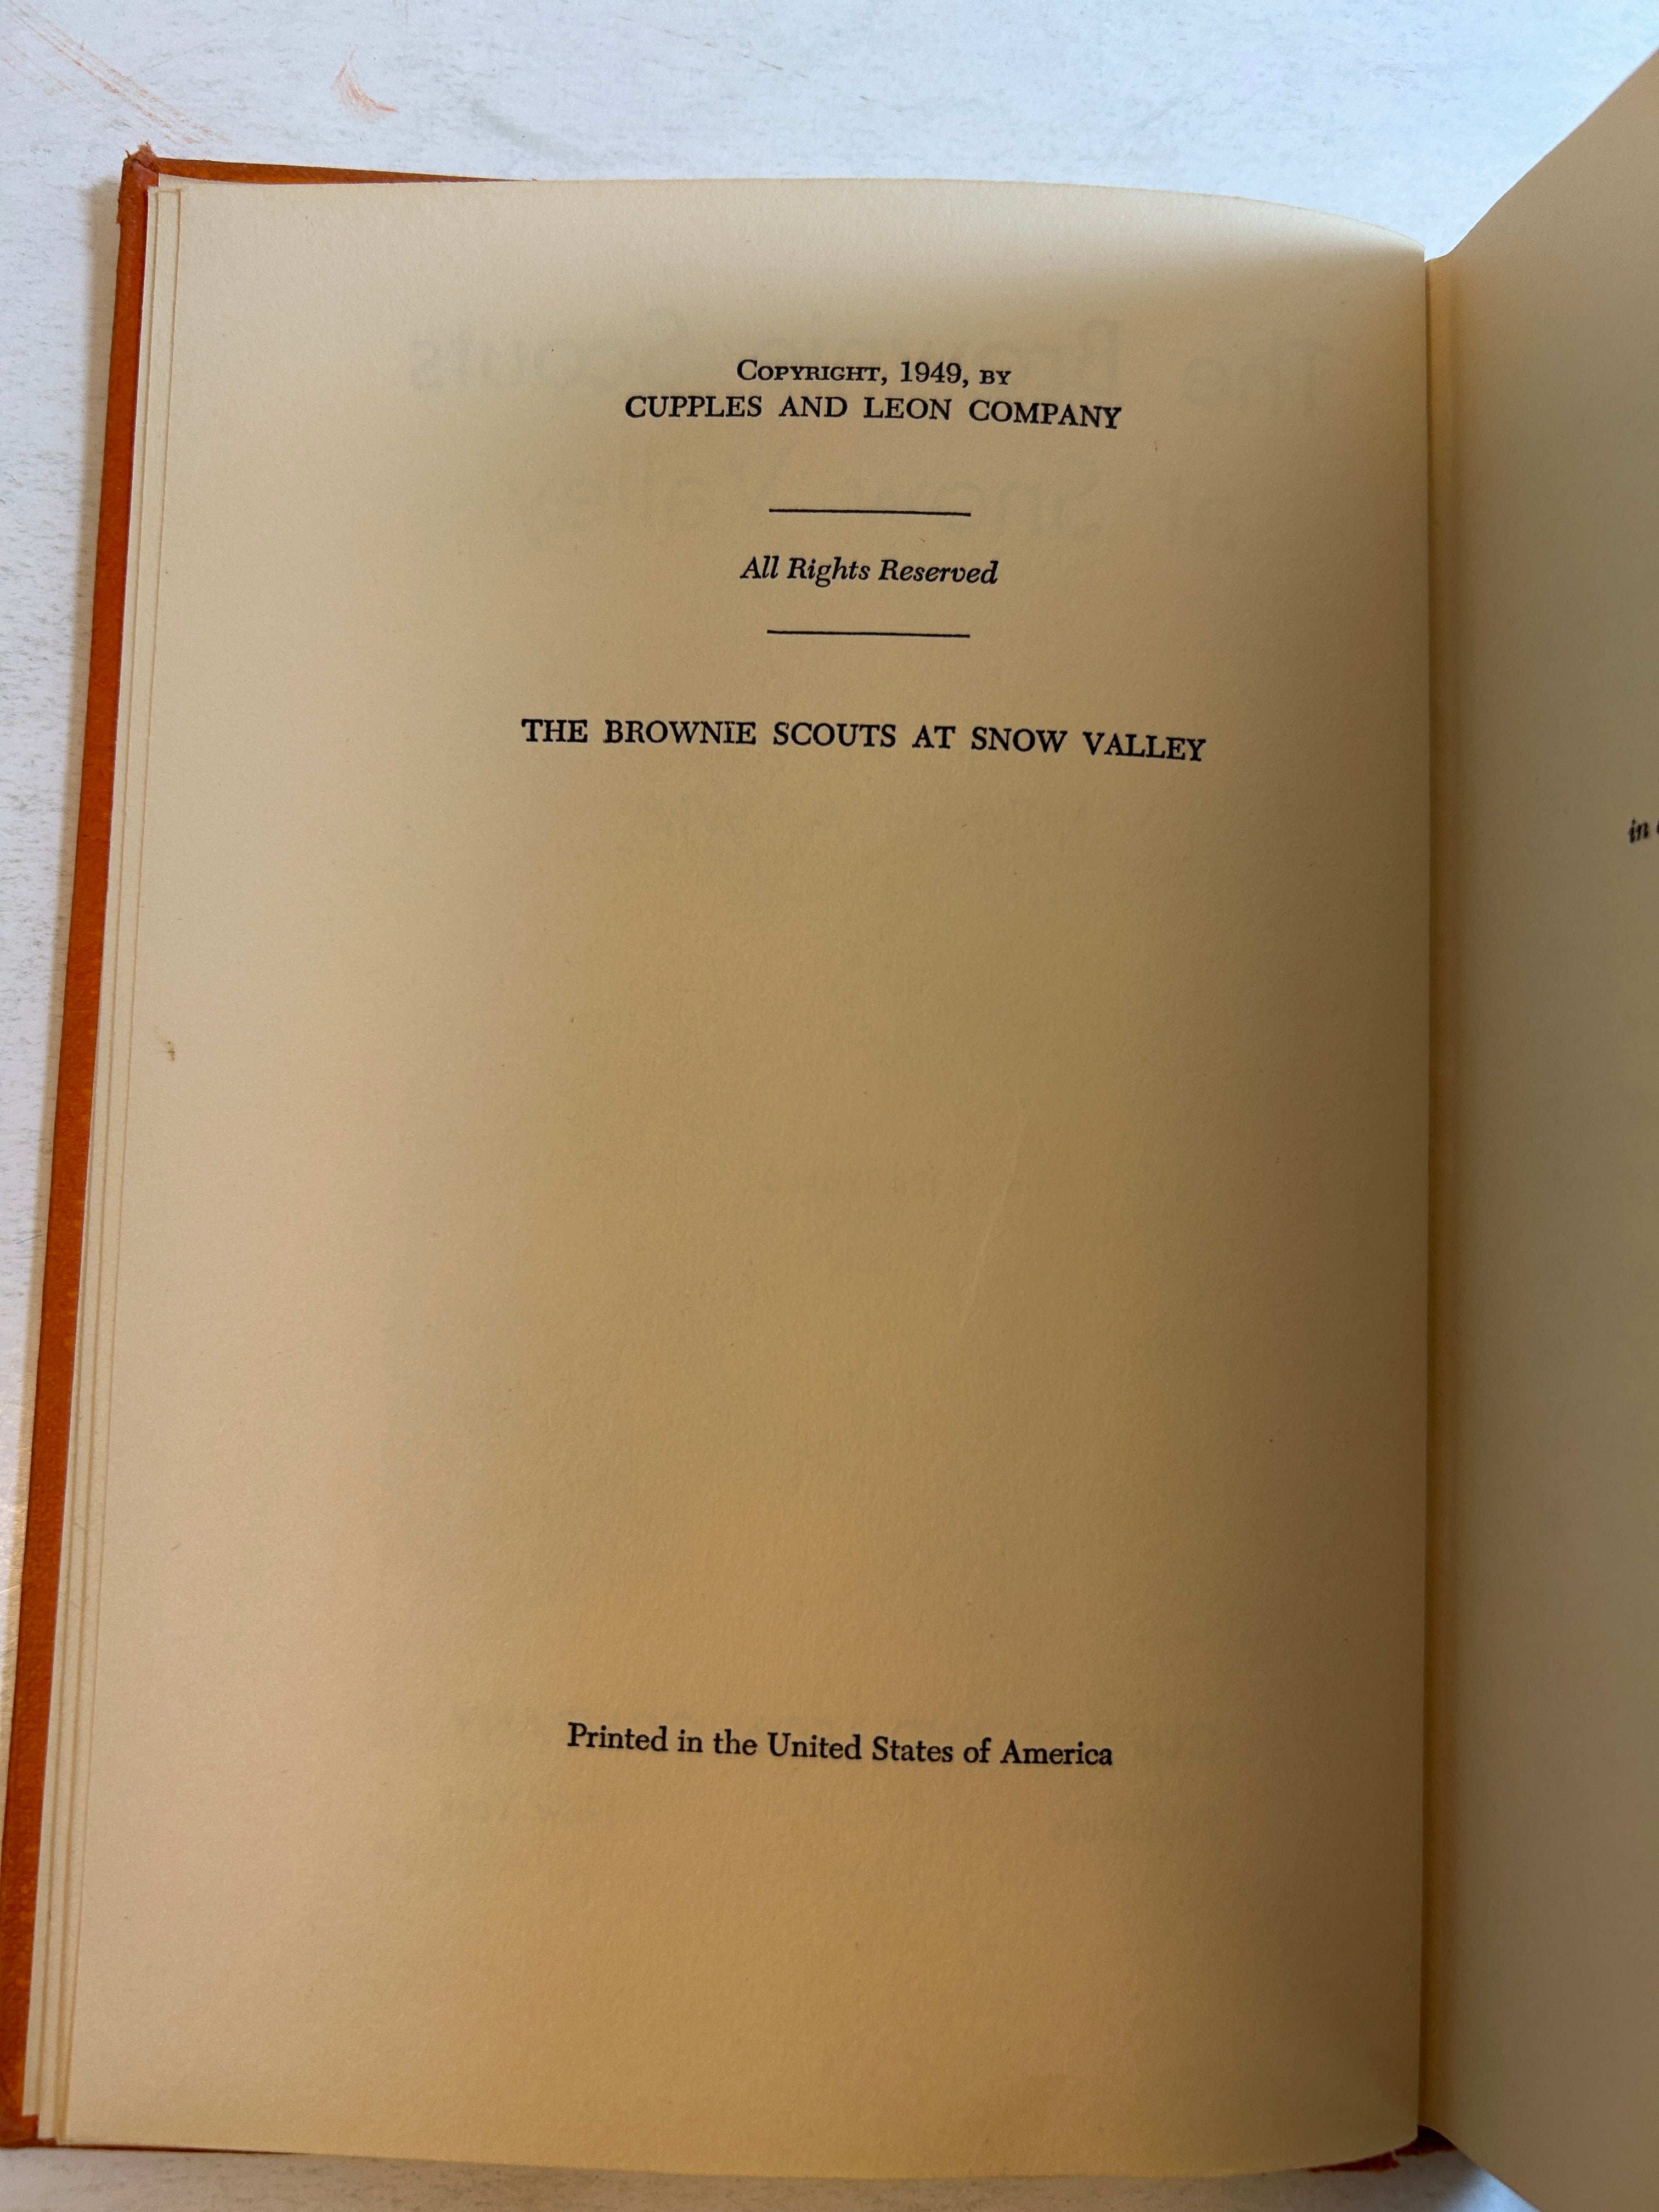 COPYRIGHT, 1949, BY
CUPPLES AND LEON COMPANY
All Rights Reserved
THE BROWNIE SCOUTS AT SNOW VALLEY
Printed in the United States of America
in